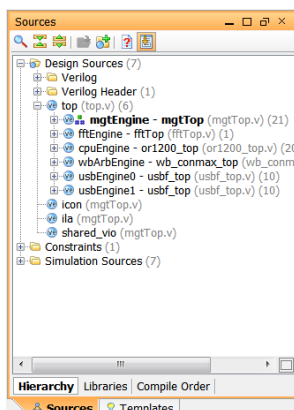 Sources
Design Sources (7)
Verilog
Verilog Header (1)
top (top.v) (6)
mgtEngine - mgtTop (mgtTop.v) (21)
fftEngine - fftTop (fftTop.v) (1)
cpuEngine - or1200_top (or1200_top.v) (20
wbArbEngine - wb_conmax_top (wb_conm
usbEngine0 - usbf_top (usbf_top.v) (10)
usbEngine1 - usbf_top (usbf_top.v) (10)
icon (mgtTop.v)
ila (mgtTop.v)
shared_vio (mgtTop.v)
Constraints (1)
Simulation Sources (7)
Hierarchy Libraries Compile Order
Sources Templates